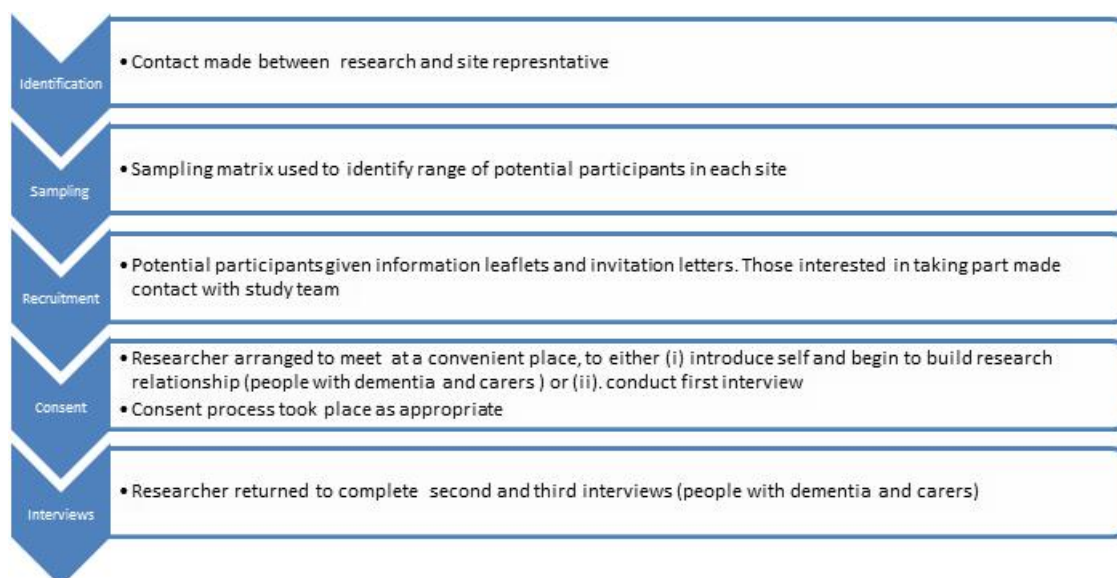 Identification
• Contact made between research and site represntative
Sampling
• Sampling matrix used to identify range of potential participants in each site
Recruitment
• Potential participants given information leaflets and invitation letters. Those interested in taking part made
contact with study team
Consent
• Researcher arranged to meet at a convenient place, to either (i) introduce self and begin to build research
relationship (people with dementia and carers ) or (ii). conduct first interview
• Consent process took place as appropriate
Interviews
• Researcher returned to complete second and third interviews (people with dementia and carers)